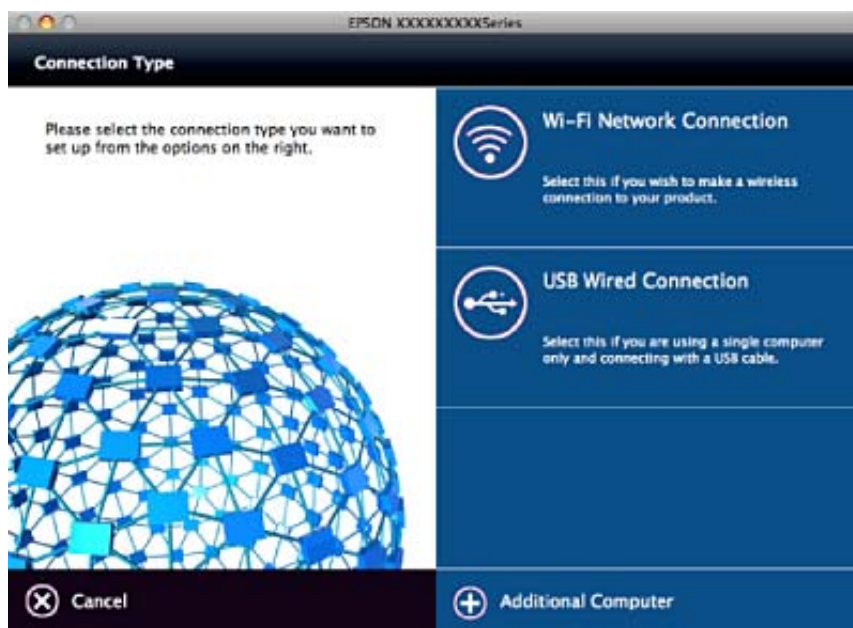 EPSON XXXXXXXXXSeries
Connection Type
Please select the connection type you want to
set up from the options on the right.
Wi-Fi Network Connection
Select this if you wish to make a wireless
connection to your product.
USB Wired Connection
Select this if you are using a single computer
only and connecting with a USB cable.
Cancel
Additional Computer